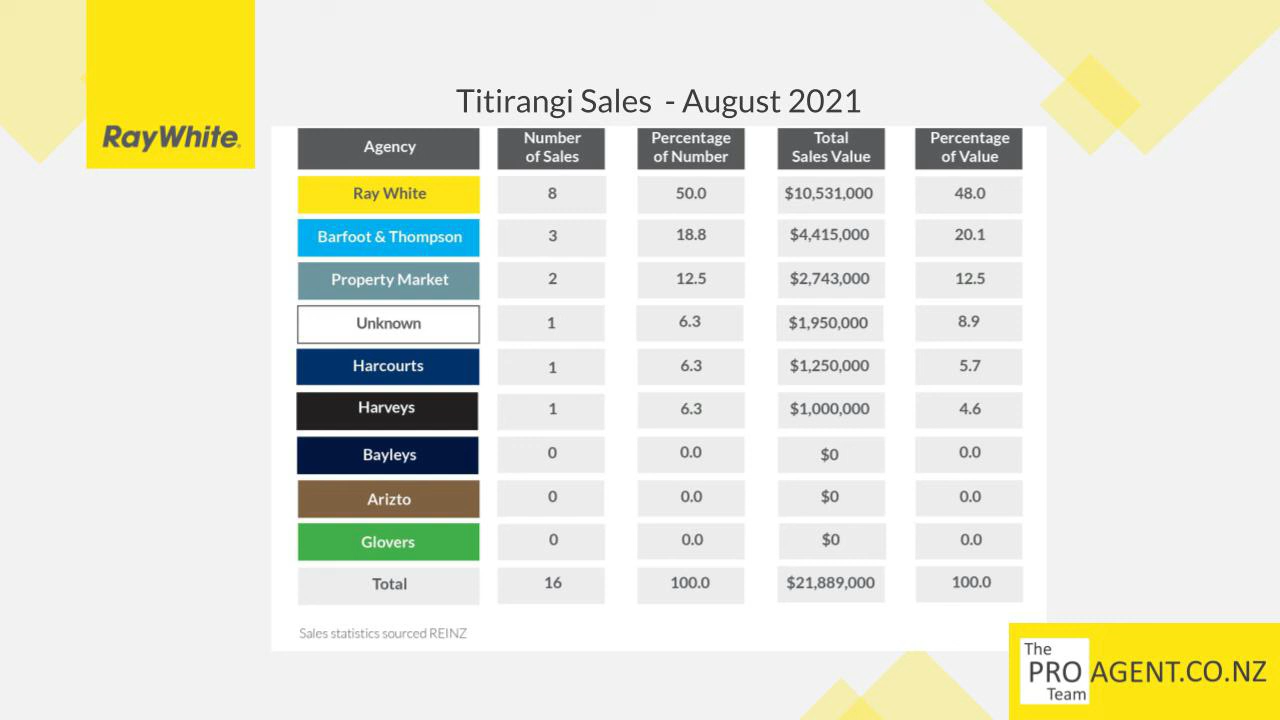 RayWhite.
Titirangi Sales - August 2021
Agency Number of Sales Percentage of Number Total Sales Value Percentage of Value
Ray White 8 50.0 $10,531,000 48.0
Barfoot & Thompson 3 18.8 $4,415,000 20.1
Property Market 2 12.5 $2,743,000 12.5
Unknown 1 6.3 $1,950,000 8.9
Harcourts 1 6.3 $1,250,000 5.7
Harveys 1 6.3 $1,000,000 4.6
Bayleys 0 0.0 $0 0.0
Arizto 0 0.0 $0 0.0
Glovers 0 0.0 $0 0.0
Total 16 100.0 $21,889,000 100.0
Sales statistics sourced REINZ
The
PRO AGENT.CO.NZ
Team